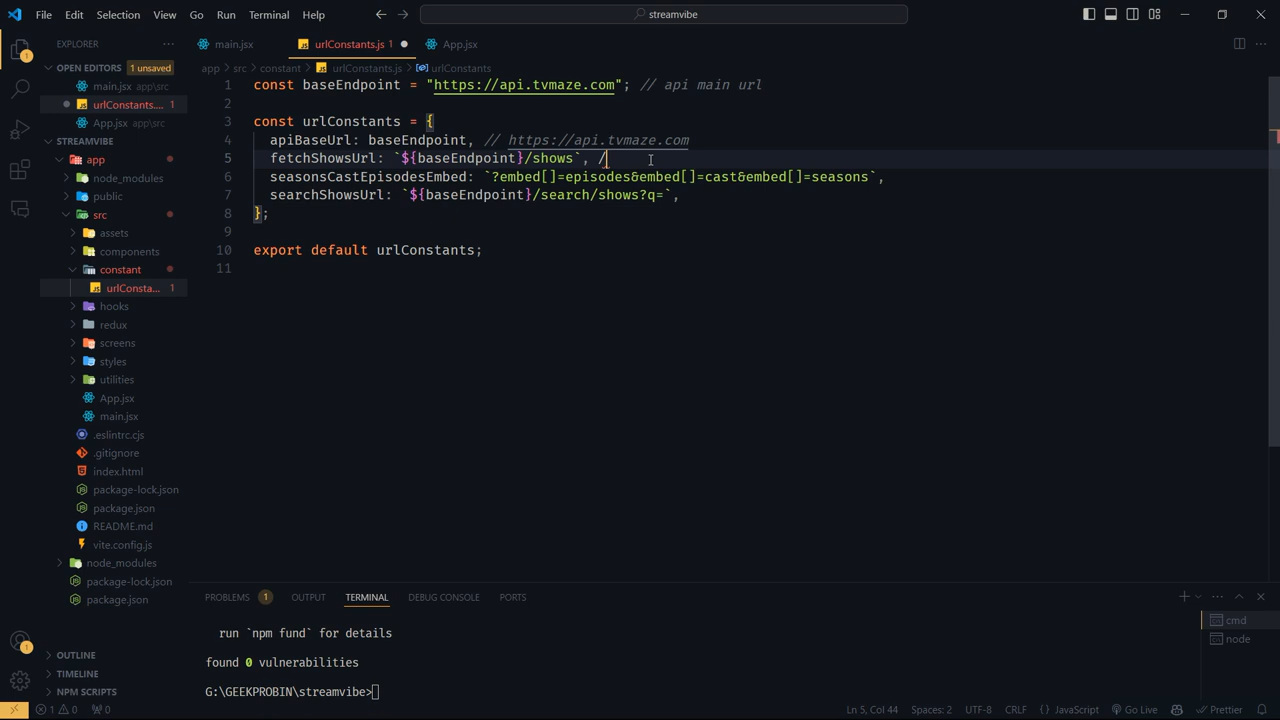 File Edit Selection View Go Run Terminal Help
streamvibe
EXPLORER
main.jsx
urlConstants.js 1
App.jsx
OPEN EDITORS 1 unsaved
main.jsx app\src
urlConstants.... 1
App.jsx app\src
STREAMVIBE
app
node_modules
public
src
assets
components
constant
urlConsta... 1
hooks
redux
screens
styles
utilities
App.jsx
main.jsx
.eslintrc.cjs
.gitignore
index.html
package-lock.json
package.json
README.md
vite.config.js
node_modules
package-lock.json
package.json
OUTLINE
TIMELINE
NPM SCRIPTS
app > src > constant > urlConstants.js > urlConstants
1 const baseEndpoint = "https://api.tvmaze.com"; // api main url
2
3 const urlConstants = {
4 apiBaseUrl: baseEndpoint, // https://api.tvmaze.com
5 fetchShowsUrl: `${baseEndpoint}/shows`, /
6 seasonsCastEpisodesEmbed: `?embed[]=episodes&embed[]=cast&embed[]=seasons`,
7 searchShowsUrl: `${baseEndpoint}/search/shows?q=`,
8 };
9
10 export default urlConstants;
11
PROBLEMS 1 OUTPUT TERMINAL DEBUG CONSOLE PORTS
run `npm fund` for details
found 0 vulnerabilities
G:\GEEKPROBIN\streamvibe>
cmd
node
1 0 0
Ln 5, Col 44 Spaces: 2 UTF-8 CRLF {} JavaScript Go Live Prettier